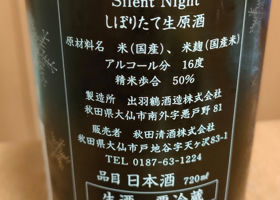 Silent Night
しぼりたて生原酒
原材料名 米(国産)、米麹(国産米)
アルコール分 16度
精米歩合 50%
製造所 出羽鶴酒造株式会社
秋田県大仙市南外字悪戸野81
販売者 秋田清酒株式会社
秋田県大仙市戸地谷字天ケ沢83-1
TEL 0187-63-1224
品目 日本酒 720ml
生酒 要冷蔵